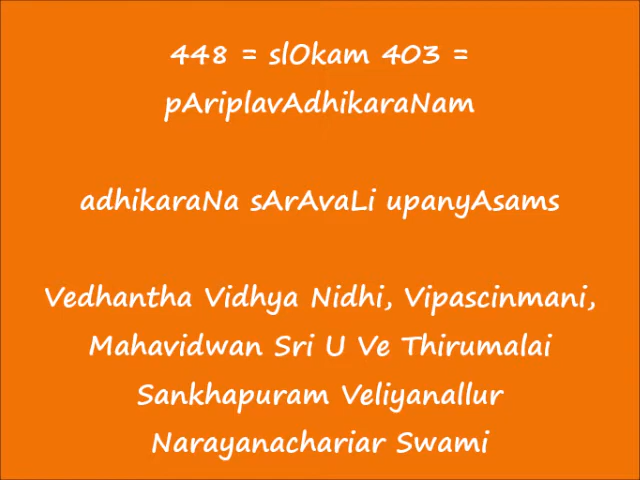 448 = slOkam 403 =
pAriplavAdhikaraNam
adhikaraNa sArAvaLi upanyAsams
Vedhantha Vidhya Nidhi, Vipascinmani,
Mahavidwan Sri U Ve Thirumalai
Sankhapuram Veliyanallur
Narayanachariar Swami